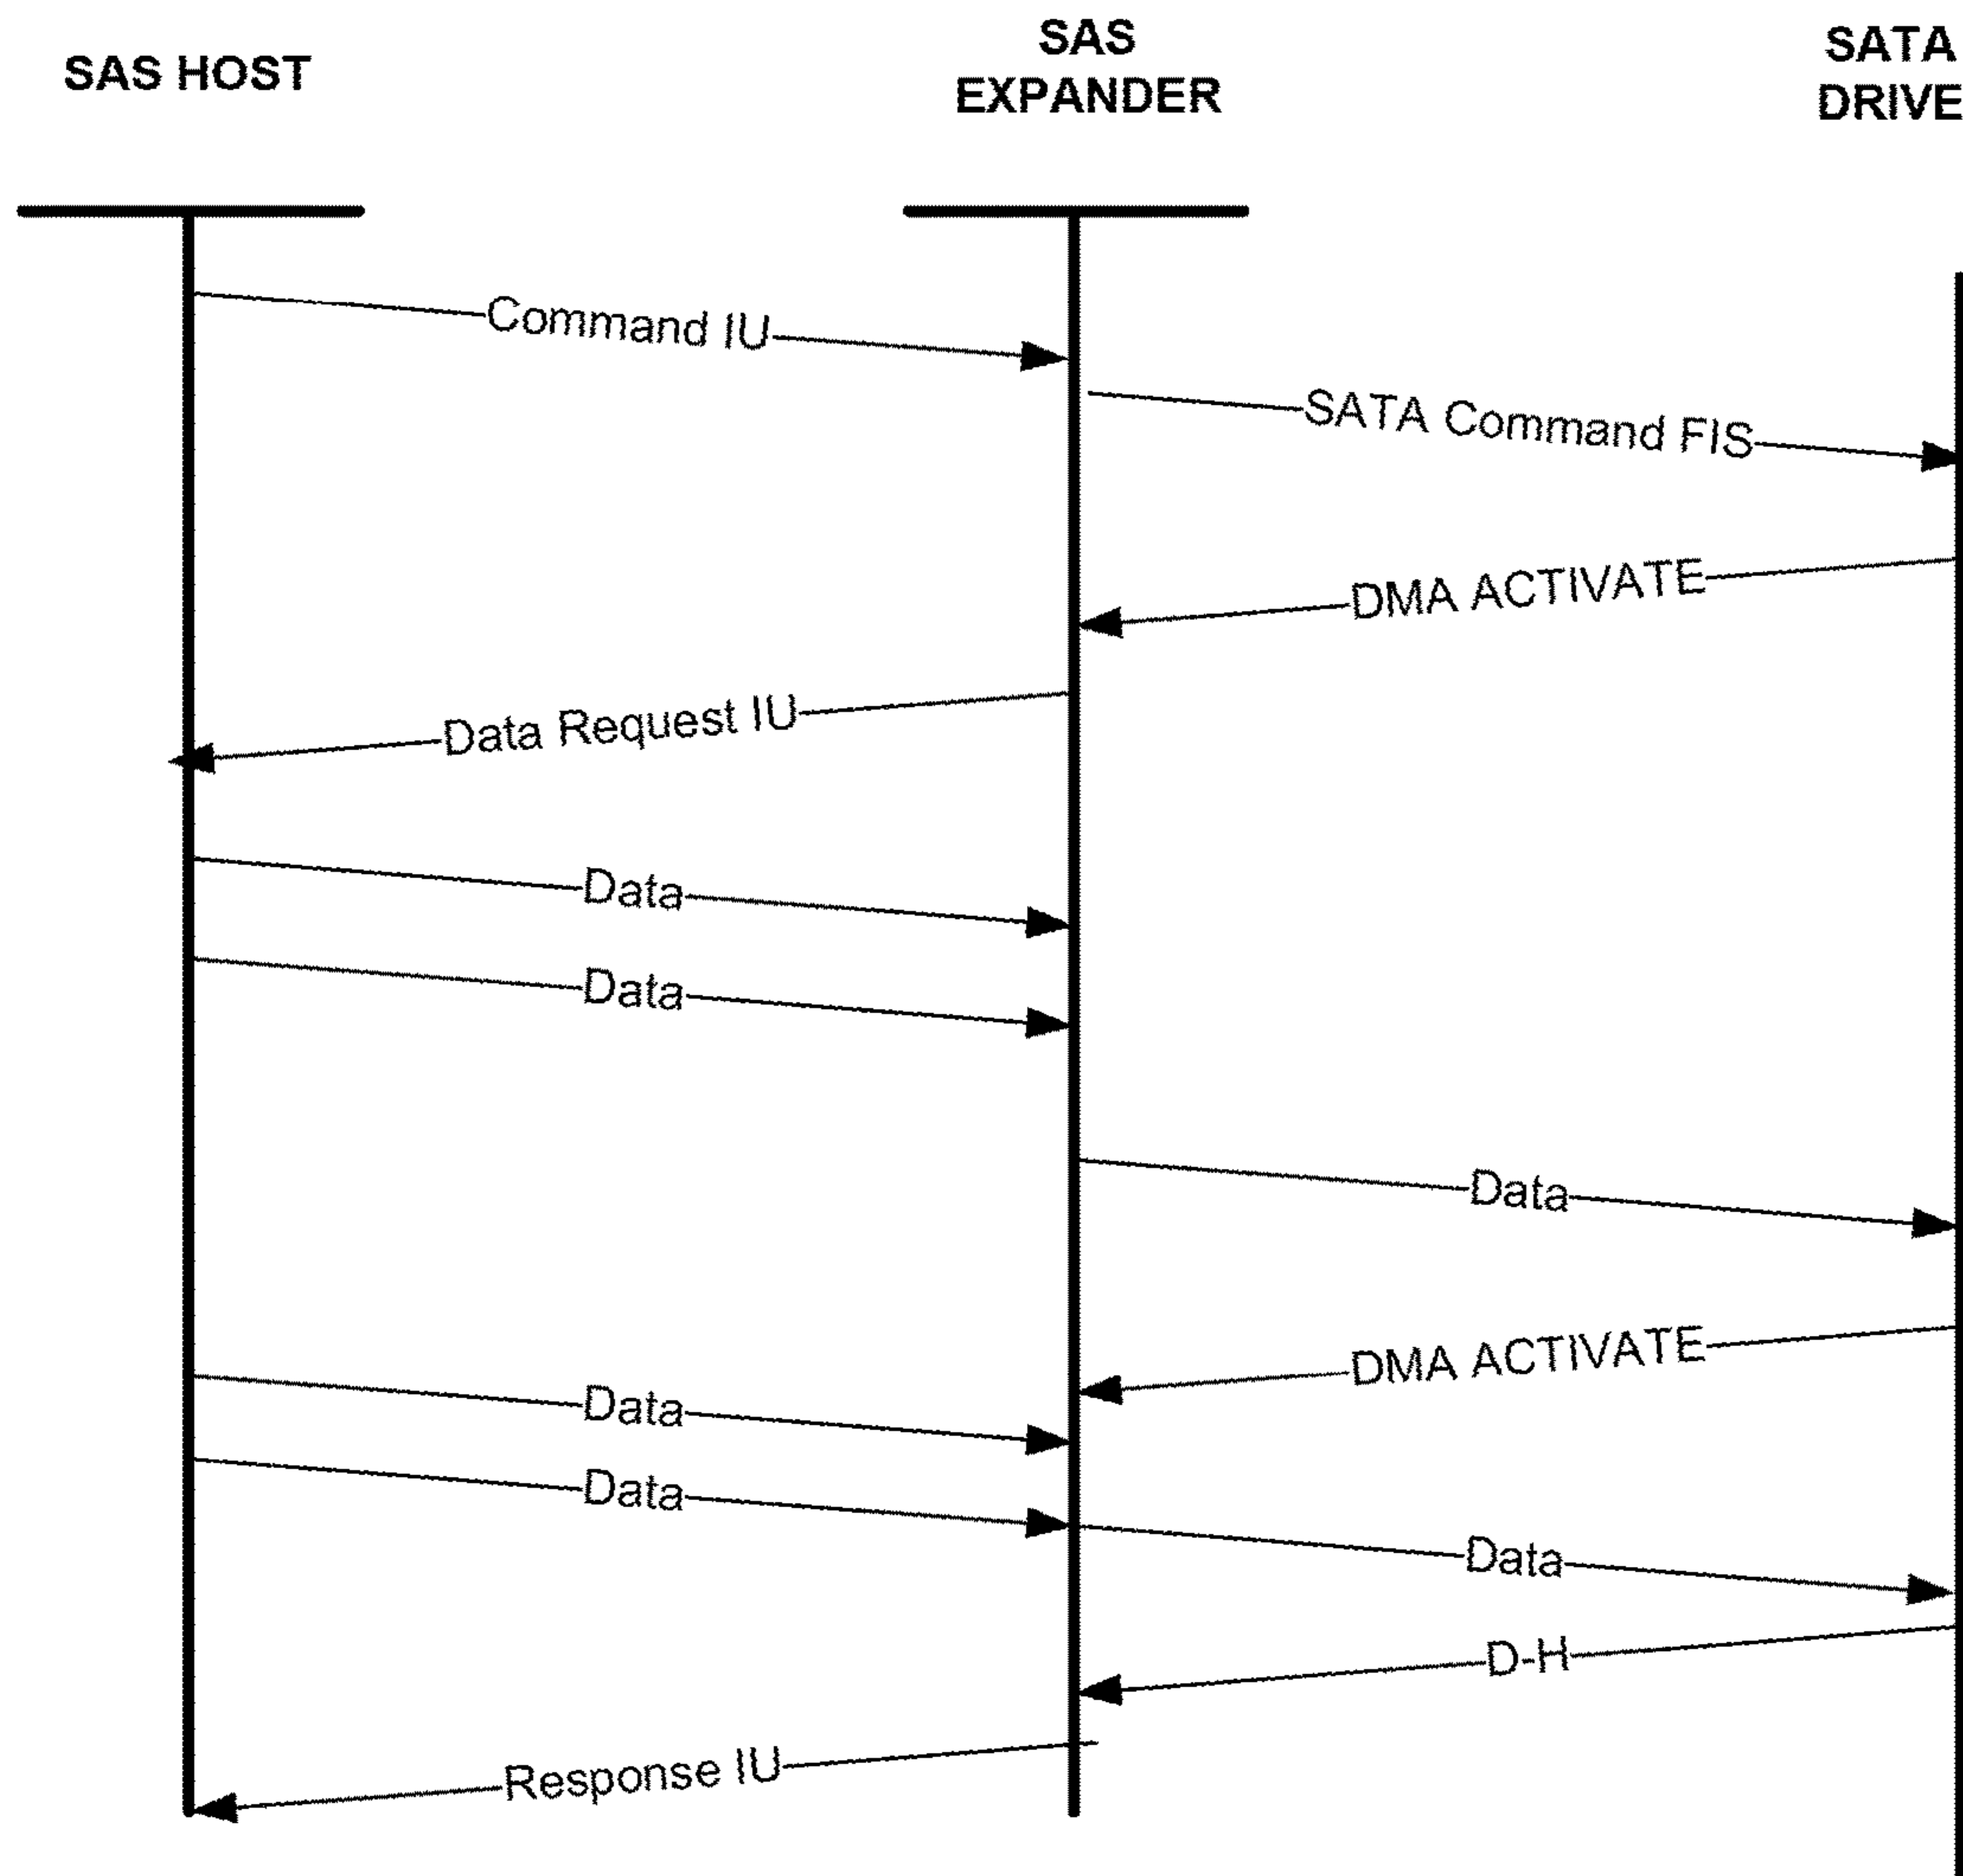 SAS HOST
SAS
EXPANDER
SATA
DRIVE
Command IU
SATA Command FIS
DMA ACTIVATE
Data Request IU
Data
Data
Data
DMA ACTIVATE
Data
Data
Data
D-H
Response IU